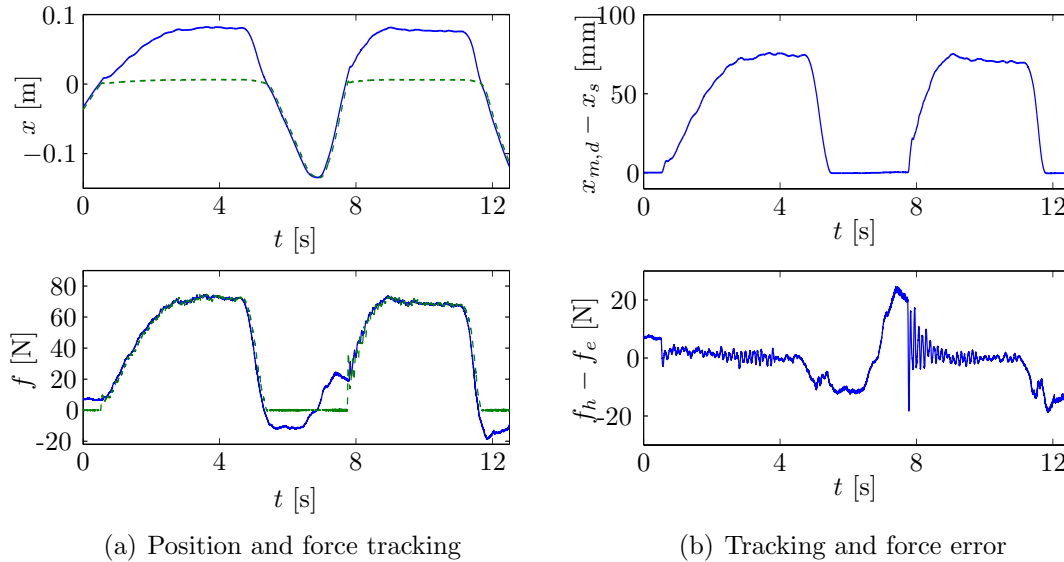 0.1
0
−0.1
x [m]
0 4 8 12
t [s]
80
60
40
20
0
-20
f [N]
0 4 8 12
t [s]
(a) Position and force tracking
100
50
0
x_{m,d} − x_s [mm]
0 4 8 12
t [s]
20
0
-20
f_h − f_e [N]
0 4 8 12
t [s]
(b) Tracking and force error